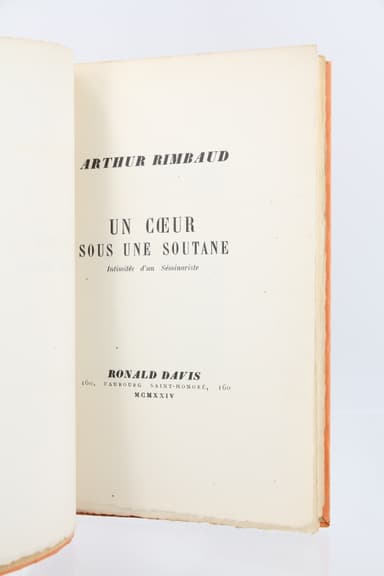 ARTHUR RIMBAUD
UN CŒUR
SOUS UNE SOUTANE
Intimités d'un Séminariste
RONALD DAVIS
160, FAUBOURG SAINT-HONORÉ, 160
MCMXXIV